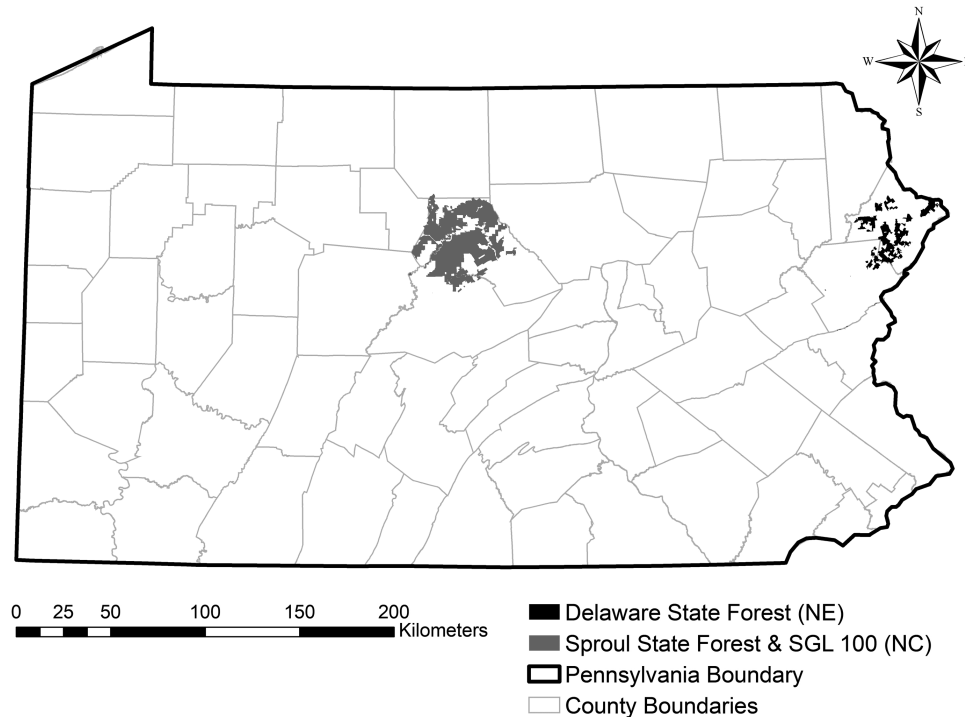 N
W
S
0 25 50 100 150 200
Kilometers
Delaware State Forest (NE)
Sproul State Forest & SGL 100 (NC)
Pennsylvania Boundary
County Boundaries